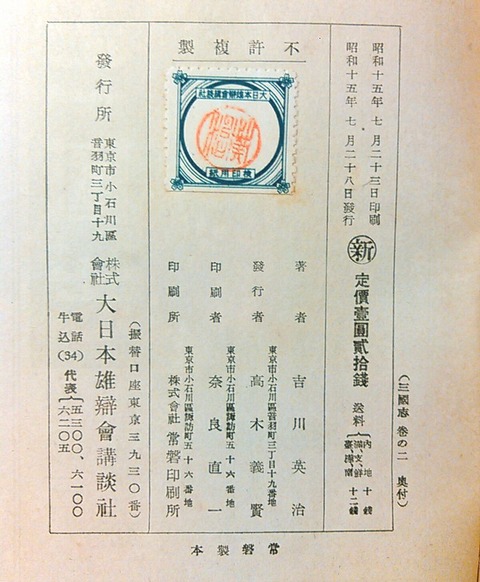 （三國志 卷の二 奥付）
昭和十五年七月二十三日印刷
昭和十五年七月二十八日發行
新 定價壹圓貳拾錢
送料
內地 十錢
滿、支、鮮
臺、樺、南 十二錢
不許複製
大日本雄辯會講談社
檢印用紙
著者 吉川英治
東京市小石川區音羽町三丁目十九番地
發行者 高木義賢
東京市小石川區諏訪町五十六番地
印刷者 奈良直一
東京市小石川區諏訪町五十六番地
印刷所 株式會社常磐印刷所
發行所
東京市小石川區
音羽町三丁目十九
株式會社 大日本雄辯會講談社
（振替口座東京三九三〇番）
電話
牛込(34) 代表 五三〇〇、六一〇〇
六二〇五
常磐製本